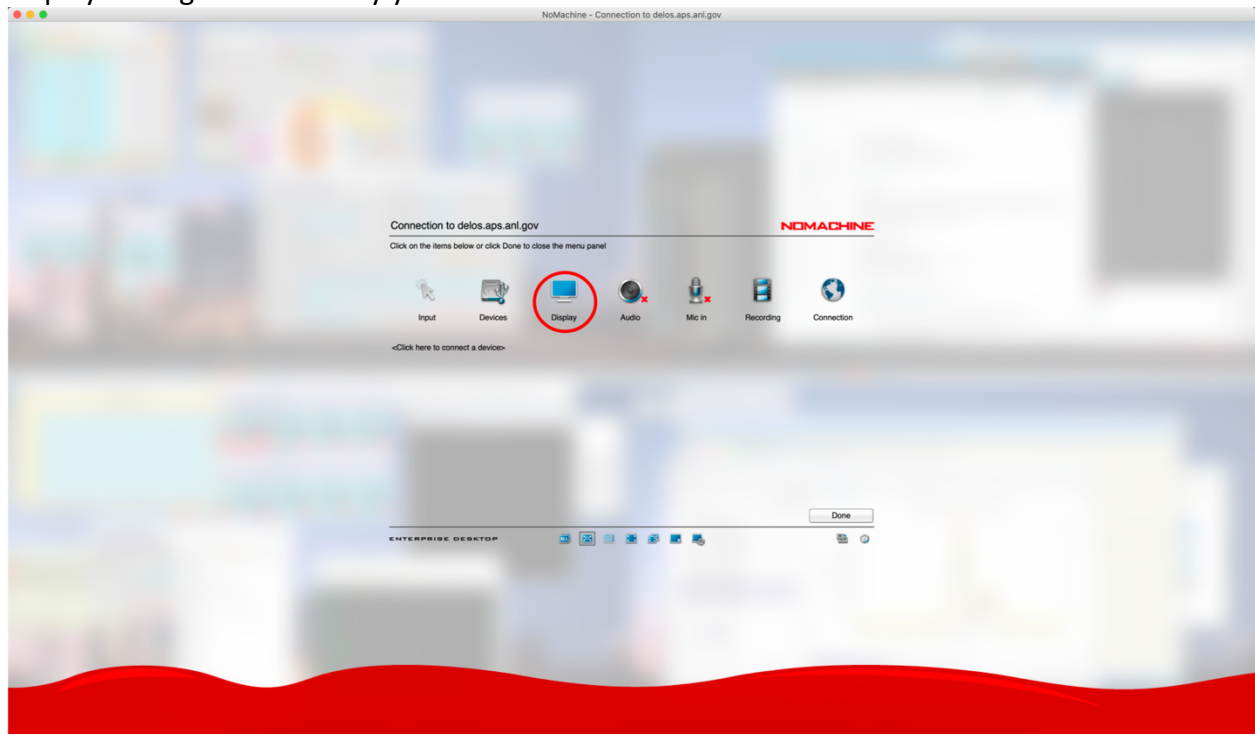 NoMachine - Connection to delos.aps.anl.gov
Connection to delos.aps.anl.gov
NOMACHINE
Click on the items below or click Done to close the menu panel
Input Devices Display Audio Mic in Recording Connection
<Click here to connect a device>
Done
ENTERPRISE DESKTOP